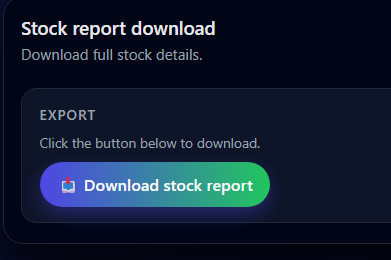 Stock report download
Download full stock details.
EXPORT
Click the button below to download.
📤 Download stock report